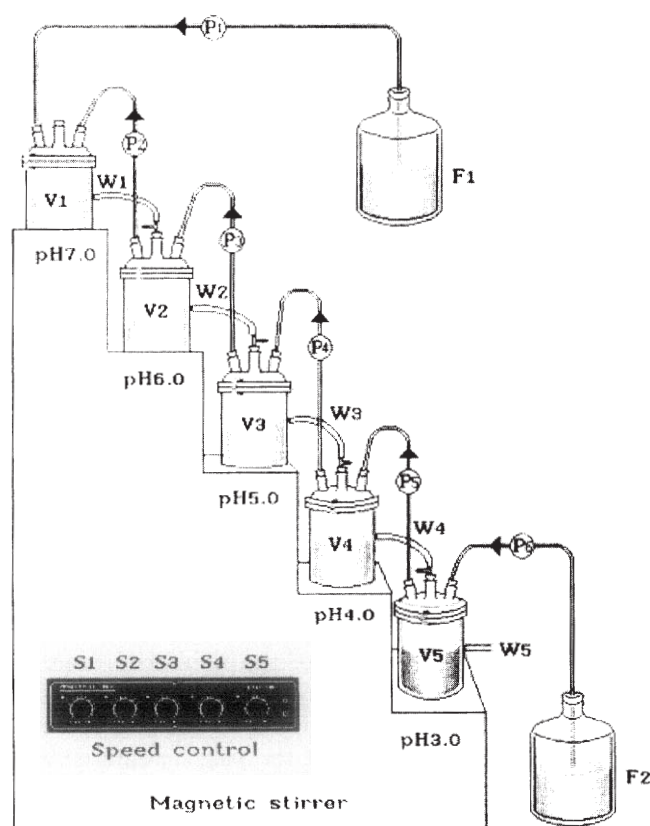 P1
F1
P2
V1
W1
pH7.0
P3
V2
W2
pH6.0
P4
V3
W3
pH5.0
P5
V4
W4
P6
pH4.0
V5
W5
S1 S2 S3 S4 S5
Speed control
pH3.0
F2
Magnetic stirrer